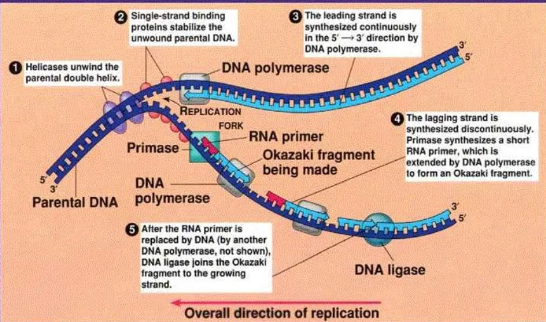 1 Helicases unwind the
parental double helix.
2 Single-strand binding
proteins stabilize the
unwound parental DNA.
3 The leading strand is
synthesized continuously
in the 5′ → 3′ direction by
DNA polymerase.
3′
5′
DNA polymerase
REPLICATION
FORK
Primase
RNA primer
Okazaki fragment
being made
4 The lagging strand is
synthesized discontinuously.
Primase synthesizes a short
RNA primer, which is
extended by DNA polymerase
to form an Okazaki fragment.
5′
3′
Parental DNA
DNA
polymerase
5 After the RNA primer is
replaced by DNA (by another
DNA polymerase, not shown),
DNA ligase joins the Okazaki
fragment to the growing
strand.
3′
5′
DNA ligase
Overall direction of replication